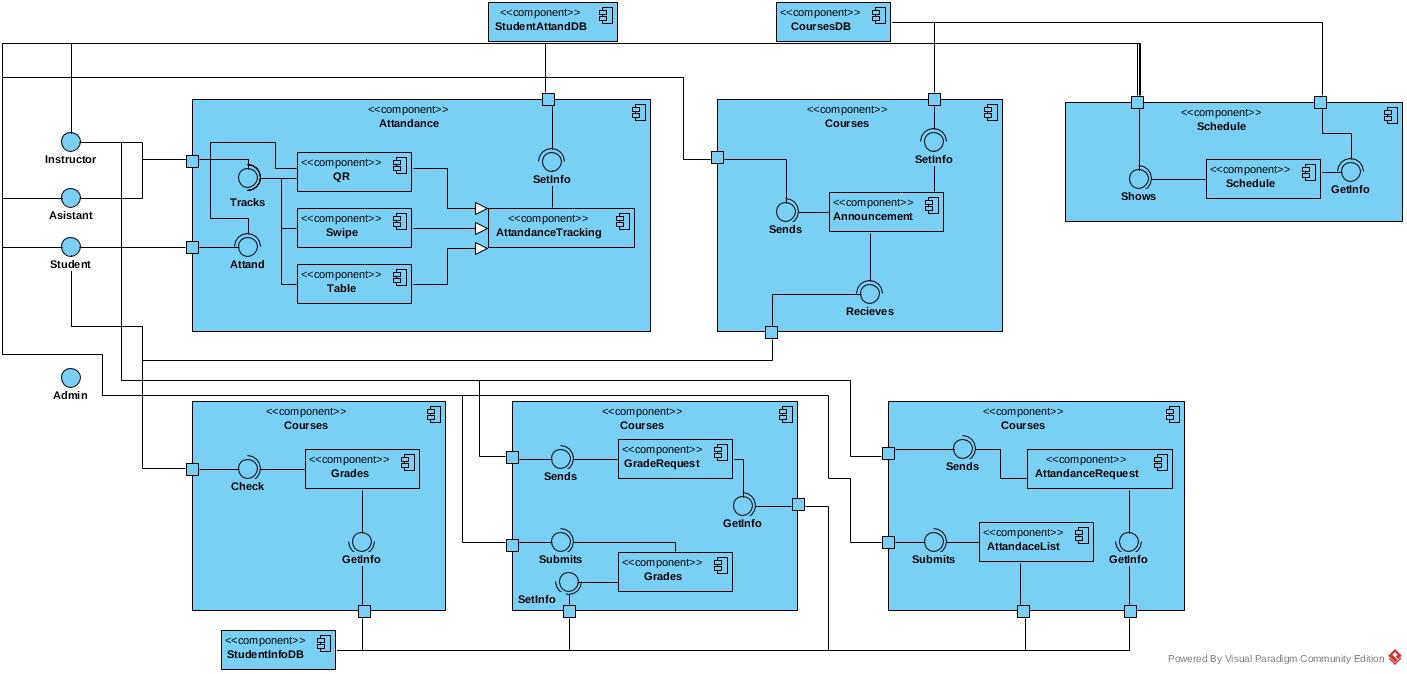 <<component>>
StudentAttandDB
<<component>>
CoursesDB
<<component>>
Attandance
<<component>>
Courses
<<component>>
Schedule
Instructor
Asistant
Student
Admin
Tracks
Attand
<<component>>
QR
<<component>>
Swipe
<<component>>
Table
SetInfo
<<component>>
AttandanceTracking
SetInfo
Sends
<<component>>
Announcement
Recieves
Shows
<<component>>
Schedule
GetInfo
<<component>>
Courses
Check
<<component>>
Grades
GetInfo
<<component>>
Courses
Sends
<<component>>
GradeRequest
GetInfo
Submits
<<component>>
Grades
SetInfo
<<component>>
Courses
Sends
<<component>>
AttandanceRequest
Submits
<<component>>
AttandaceList
GetInfo
<<component>>
StudentInfoDB
Powered By Visual Paradigm Community Edition